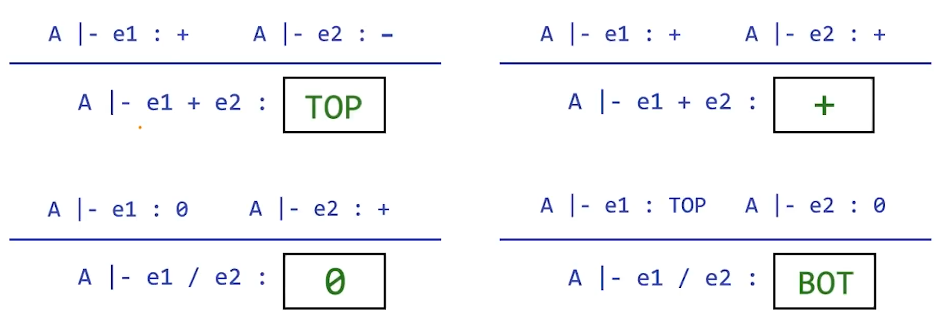 A |- e1 : +    A |- e2 : -
A |- e1 + e2 : TOP
A |- e1 : +    A |- e2 : +
A |- e1 + e2 : +
A |- e1 : 0    A |- e2 : +
A |- e1 / e2 : 0
A |- e1 : TOP    A |- e2 : 0
A |- e1 / e2 : BOT